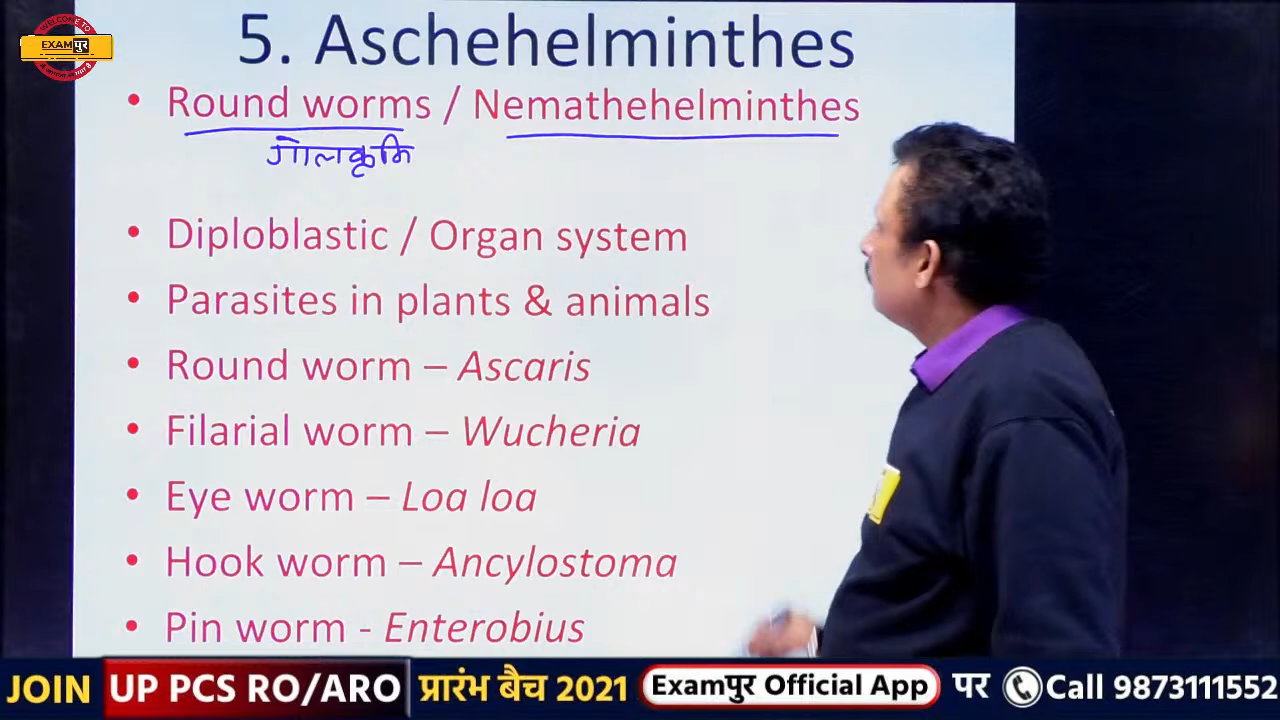 WELCOME TO
EXAMपुर
5. Aschehelminthes
• Round worms / Nemathehelminthes
गोलकृमि
• Diploblastic / Organ system
• Parasites in plants & animals
• Round worm – Ascaris
• Filarial worm – Wucheria
• Eye worm – Loa loa
• Hook worm – Ancylostoma
• Pin worm - Enterobius
JOIN UP PCS RO/ARO प्रारंभ बैच 2021 Examपुर Official App पर Call 9873111552